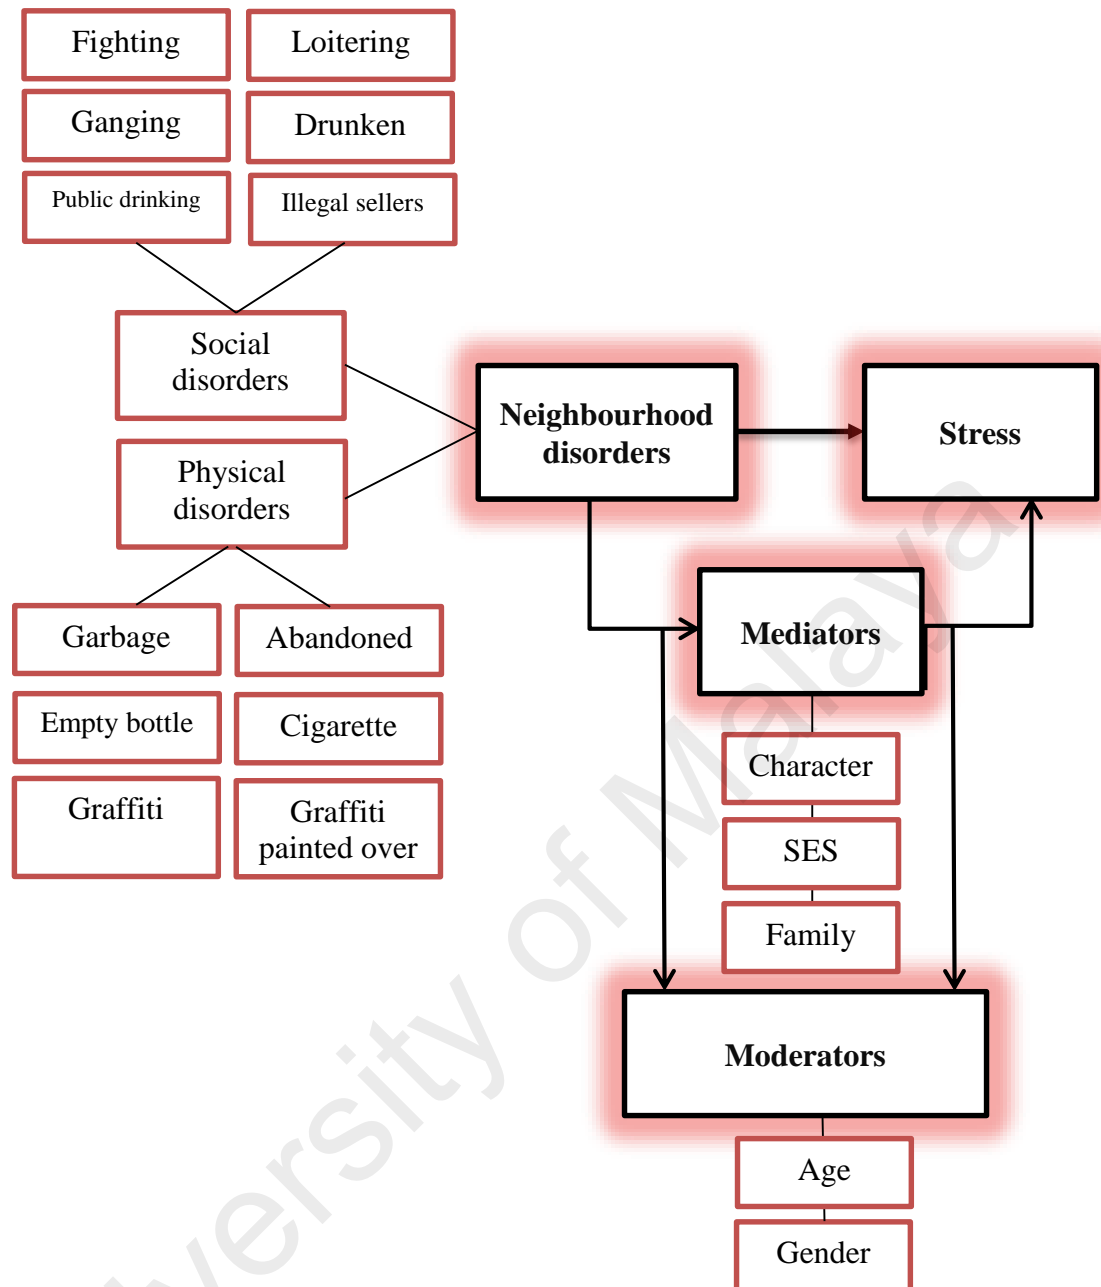 Fighting
Loitering
Ganging
Drunken
Public drinking
Illegal sellers
Social
disorders
Physical
disorders
Neighbourhood
disorders
Stress
Mediators
Garbage
Abandoned
Empty bottle
Cigarette
Graffiti
Graffiti
painted over
Character
SES
Family
Moderators
Age
Gender
versity of Malaya